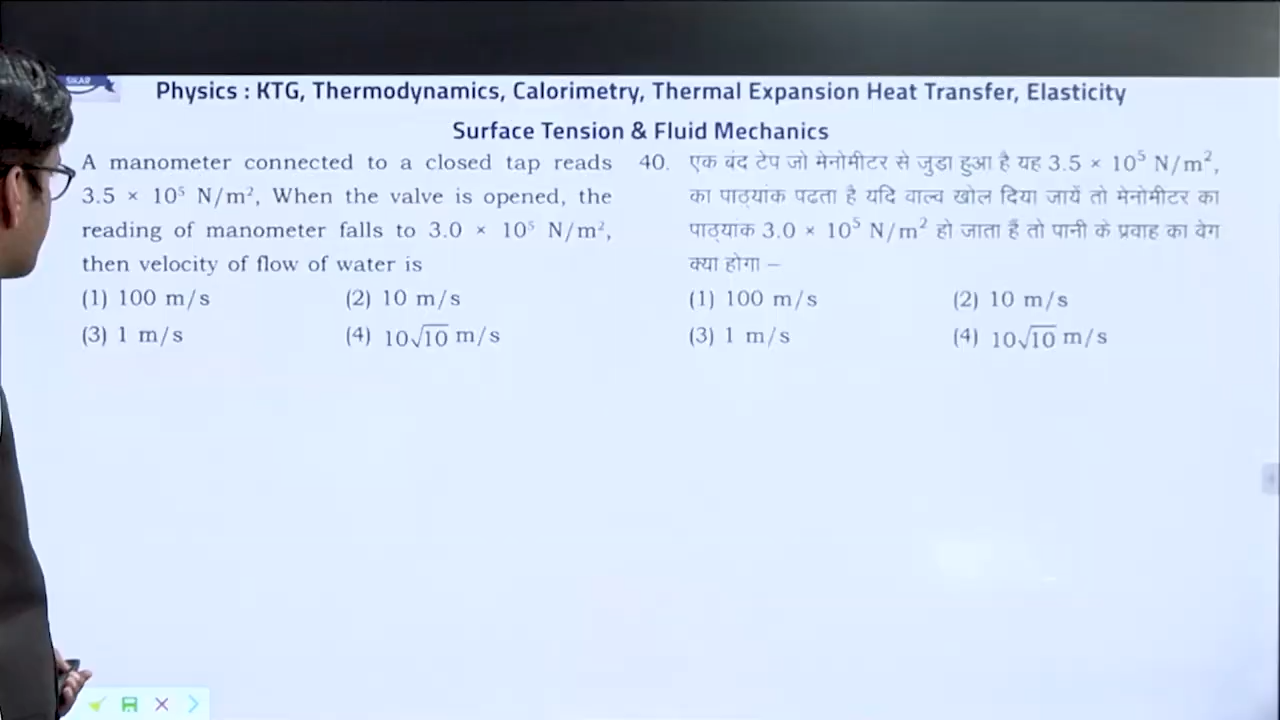 SIKAR
Physics : KTG, Thermodynamics, Calorimetry, Thermal Expansion Heat Transfer, Elasticity
Surface Tension & Fluid Mechanics
A manometer connected to a closed tap reads
3.5 × 10⁵ N/m², When the valve is opened, the
reading of manometer falls to 3.0 × 10⁵ N/m²,
then velocity of flow of water is
(1) 100 m/s (2) 10 m/s
(3) 1 m/s (4) 10√10 m/s
40. एक बंद टेप जो मेनोमीटर से जुडा हुआ है यह 3.5 × 10⁵ N/m²,
का पाठ्यांक पढता है यदि वाल्व खोल दिया जायें तो मेनोमीटर का
पाठ्यांक 3.0 × 10⁵ N/m² हो जाता हैं तो पानी के प्रवाह का वेग
क्या होगा –
(1) 100 m/s (2) 10 m/s
(3) 1 m/s (4) 10√10 m/s